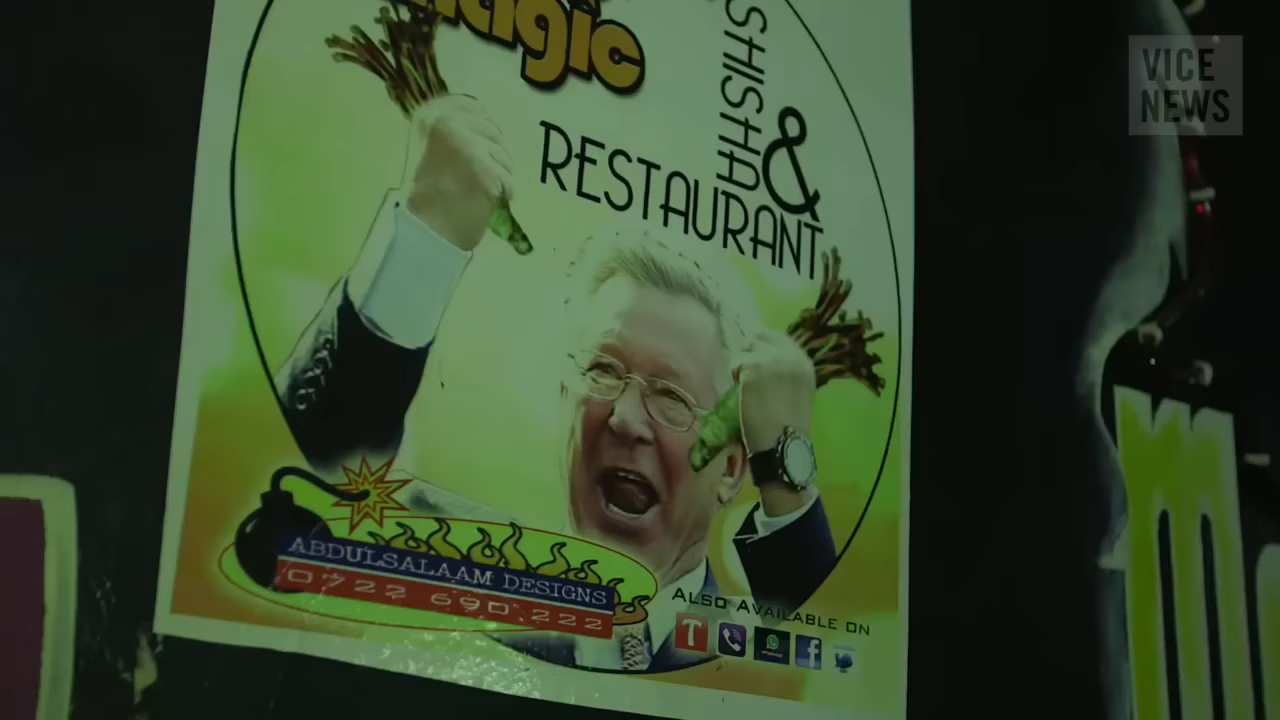 magic
SHISHA
&
RESTAURANT
VICE
NEWS
ABDULSALAAM DESIGNS
0722 690.222
ALSO AVAILABLE ON
T
f